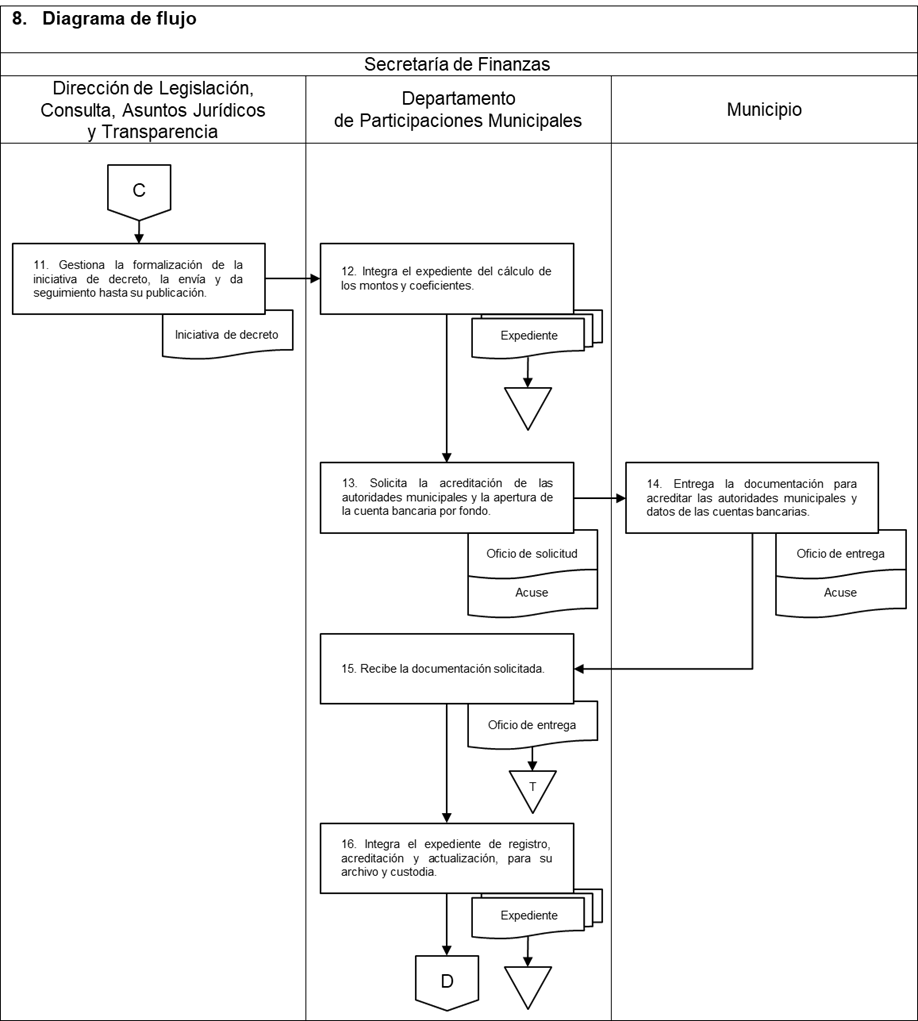 8. Diagrama de flujo
Secretaría de Finanzas
Dirección de Legislación,
Consulta, Asuntos Jurídicos
y Transparencia
Departamento
de Participaciones Municipales
Municipio
C
11. Gestiona la formalización de la
iniciativa de decreto, la envía y da
seguimiento hasta su publicación.
Iniciativa de decreto
12. Integra el expediente del cálculo de
los montos y coeficientes.
Expediente
13. Solicita la acreditación de las
autoridades municipales y la apertura de
la cuenta bancaria por fondo.
Oficio de solicitud
Acuse
14. Entrega la documentación para
acreditar las autoridades municipales y
datos de las cuentas bancarias.
Oficio de entrega
Acuse
15. Recibe la documentación solicitada.
Oficio de entrega
T
16. Integra el expediente de registro,
acreditación y actualización, para su
archivo y custodia.
Expediente
D